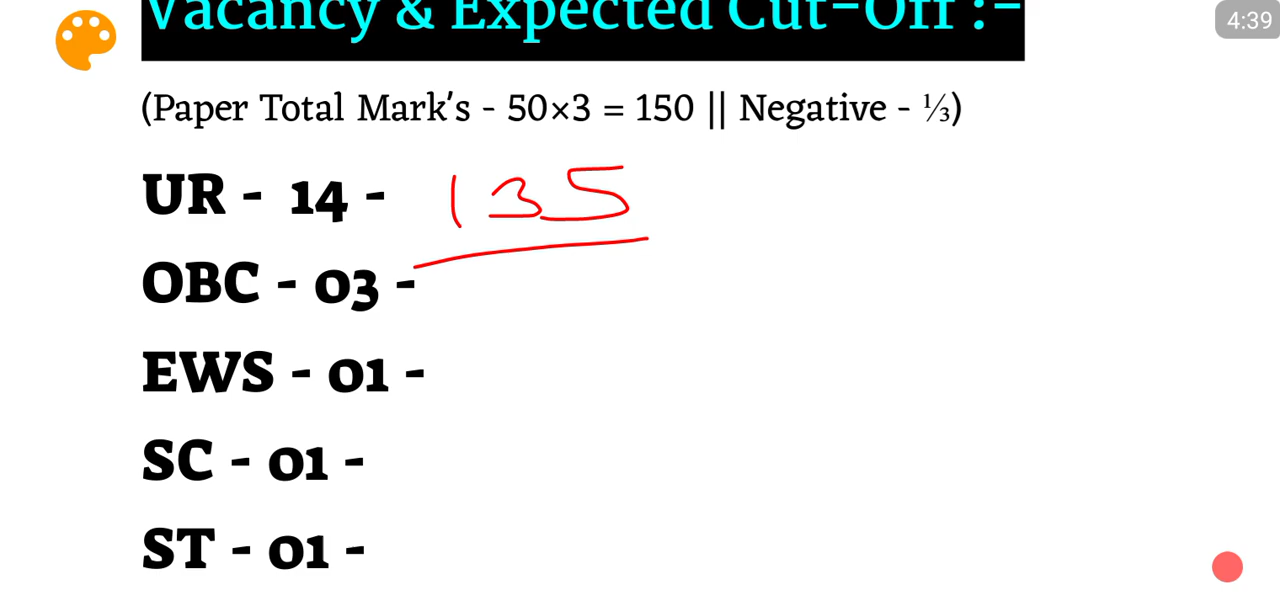 Vacancy & Expected Cut-Off :-
4:39
(Paper Total Mark's - 50×3 = 150 || Negative - ⅓)
UR - 14 - 135
OBC - 03 -
EWS - 01 -
SC - 01 -
ST - 01 -